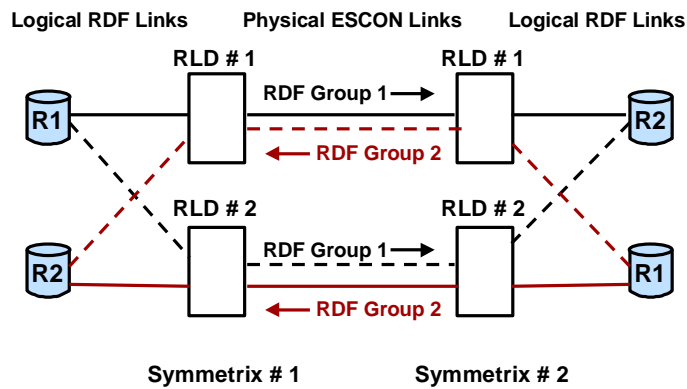 Logical RDF Links Physical ESCON Links Logical RDF Links
RLD # 1 RLD # 1
RDF Group 1
R1 R2
RDF Group 2
RLD # 2 RLD # 2
RDF Group 1
R2 R1
RDF Group 2
Symmetrix # 1 Symmetrix # 2